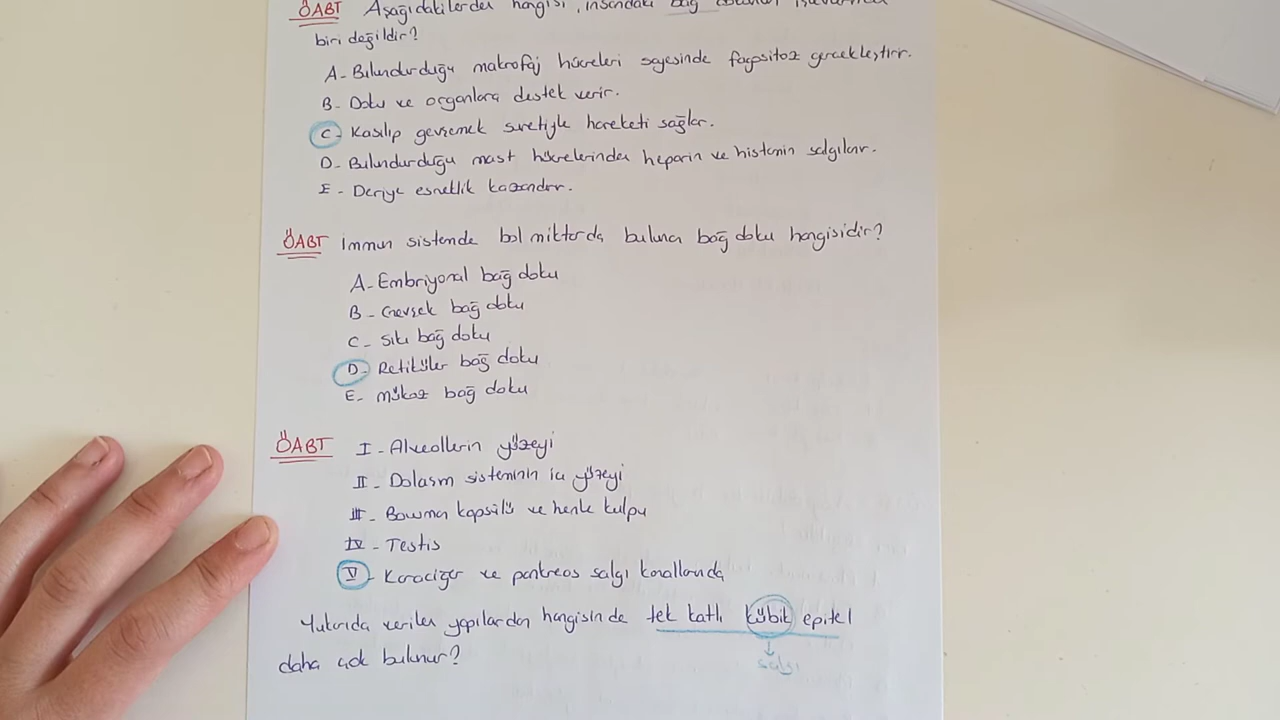 ÖABT Aşağıdakilerden hangisi, insandaki bağ
biri değildir?
A- Bulundurduğu makrofaj hücreleri sayesinde fagositoz gerçekleştirir.
B- Doku ve organlara destek verir.
C- Kasılıp gevşemek suretiyle hareketi sağlar.
D- Bulundurduğu mast hücrelerinden heparin ve histamin salgılar.
E- Deriye esneklik kazandırır.
ÖABT İmmun sistemde bol miktarda bulunan bağ doku hangisidir?
A- Embriyonal bağ doku
B- Gevşek bağ doku
C- Sıkı bağ doku
D- Retiküler bağ doku
E- Müköz bağ doku
ÖABT I- Alveollerin yüzeyi
II- Dolaşım sisteminin iç yüzeyi
III- Bowman kapsülü ve henle kulpu
IV- Testis
V- Karaciğer ve pankreas salgı kanallarında
Yukarıda verilen yapılardan hangisinde tek katlı kübik epitel
daha çok bulunur?
salgı